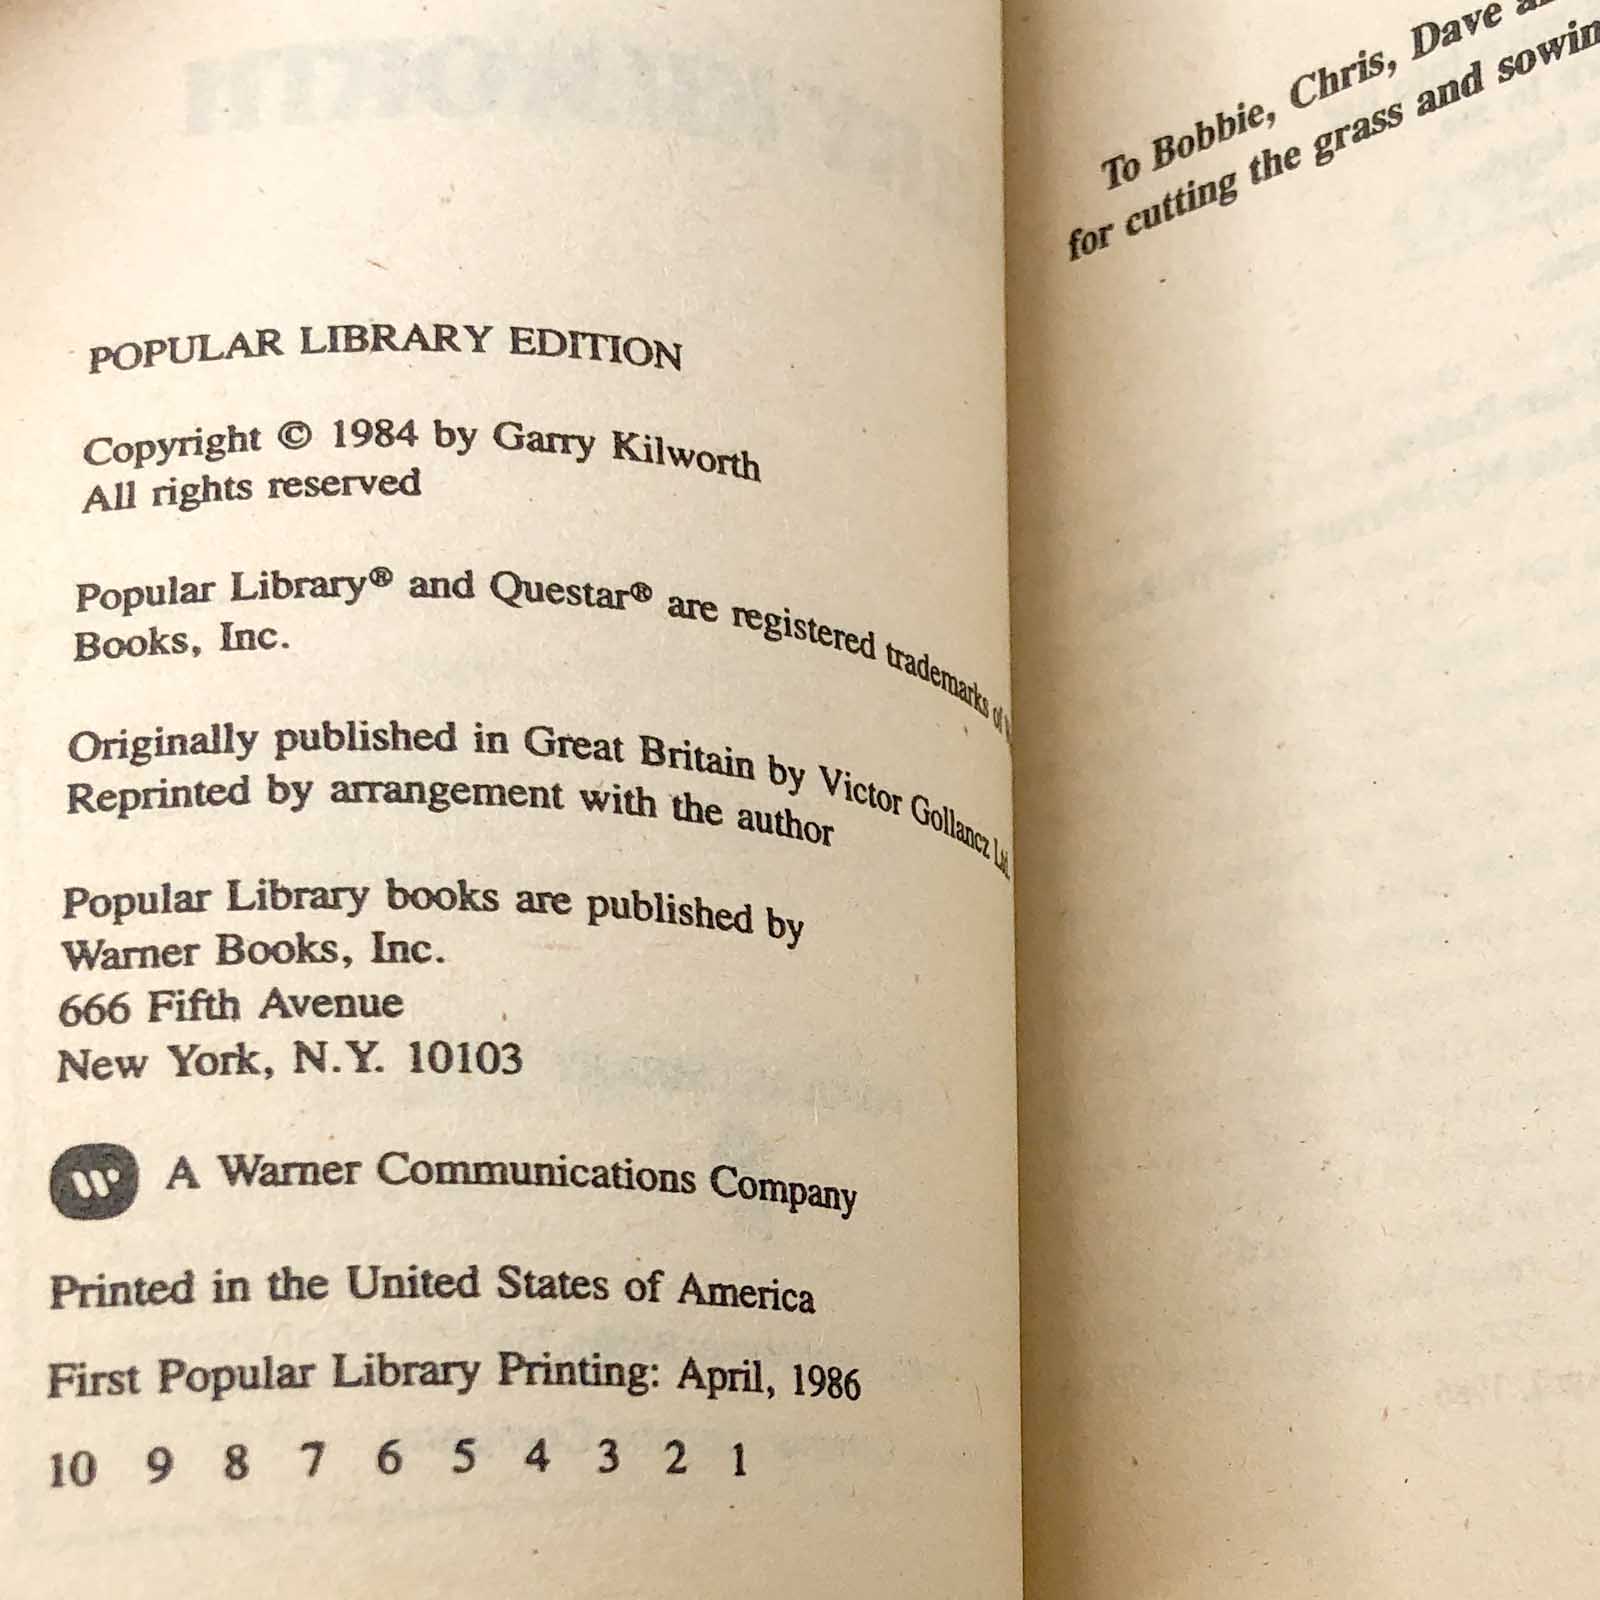 POPULAR LIBRARY EDITION
Copyright © 1984 by Garry Kilworth
All rights reserved
Popular Library® and Questar® are registered trademarks of
Books, Inc.
Originally published in Great Britain by Victor Gollancz Ltd.
Reprinted by arrangement with the author
Popular Library books are published by
Warner Books, Inc.
666 Fifth Avenue
New York, N.Y. 10103
A Warner Communications Company
Printed in the United States of America
First Popular Library Printing: April, 1986
10 9 8 7 6 5 4 3 2 1
To Bobbie, Chris, Dave
for cutting the grass and